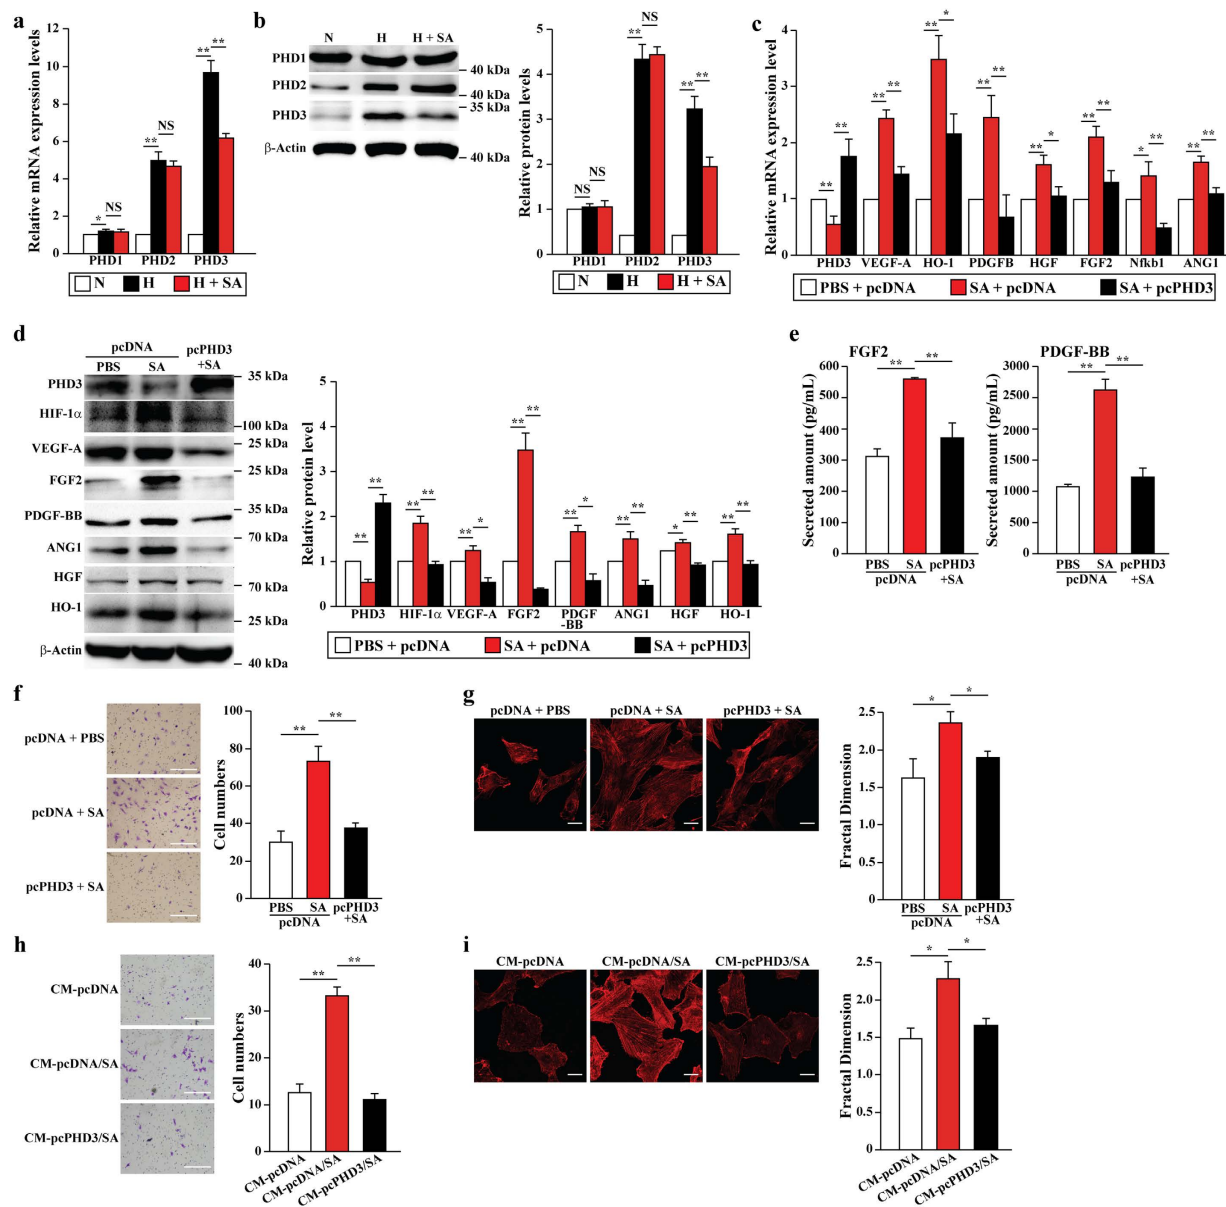 a
Relative mRNA expression levels
12
10
8
6
4
2
0
* NS
** NS
** **
PHD1 PHD2 PHD3
N H H + SA
b
N H H + SA
PHD1
40 kDa
PHD2
40 kDa
35 kDa
PHD3
β-Actin
40 kDa
Relative protein levels
5
4
3
2
1
0
NS NS
** NS
** **
PHD1 PHD2 PHD3
N H H + SA
c
Relative mRNA expression level
4
3
2
1
0
** **
** **
** *
** **
** *
** **
* **
** **
PHD3 VEGF-A HO-1 PDGFB HGF FGF2 Nfkb1 ANG1
PBS + pcDNA SA + pcDNA SA + pcPHD3
d
pcDNA pcPHD3
PBS SA +SA
PHD3
35 kDa
HIF-1α
100 kDa
VEGF-A
25 kDa
25 kDa
FGF2
PDGF-BB
35 kDa
70 kDa
ANG1
HGF
70 kDa
HO-1
25 kDa
β-Actin
40 kDa
Relative protein level
5
4
2
1
0
** **
** **
** *
** **
** *
** **
* **
** **
PHD3 HIF-1α VEGF-A FGF2 PDGF ANG1 HGF HO-1
-BB
PBS + pcDNA SA + pcDNA SA + pcPHD3
e
FGF2
Secreted amount (pg/mL)
600
500
400
300
200
100
0
** **
PBS SA pcPHD3
pcDNA +SA
PDGF-BB
Secreted amount (pg/mL)
3000
2500
2000
1500
1000
500
0
** **
PBS SA pcPHD3
pcDNA +SA
f
pcDNA + PBS
pcDNA + SA
pcPHD3 + SA
Cell numbers
100
80
60
40
20
0
** **
PBS SA pcPHD3
pcDNA +SA
g
pcDNA + PBS pcDNA + SA pcPHD3 + SA
Fractal Dimension
2.5
2.0
1.5
1.0
0.5
0
* *
PBS SA pcPHD3
pcDNA +SA
h
CM-pcDNA
CM-pcDNA/SA
CM-pcPHD3/SA
Cell numbers
40
30
20
10
0
** **
CM-pcDNA
CM-pcDNA/SA
CM-pcPHD3/SA
i
CM-pcDNA CM-pcDNA/SA CM-pcPHD3/SA
Fractal Dimension
2.5
2.0
1.5
1.0
0.5
0
* *
CM-pcDNA
CM-pcDNA/SA
CM-pcPHD3/SA